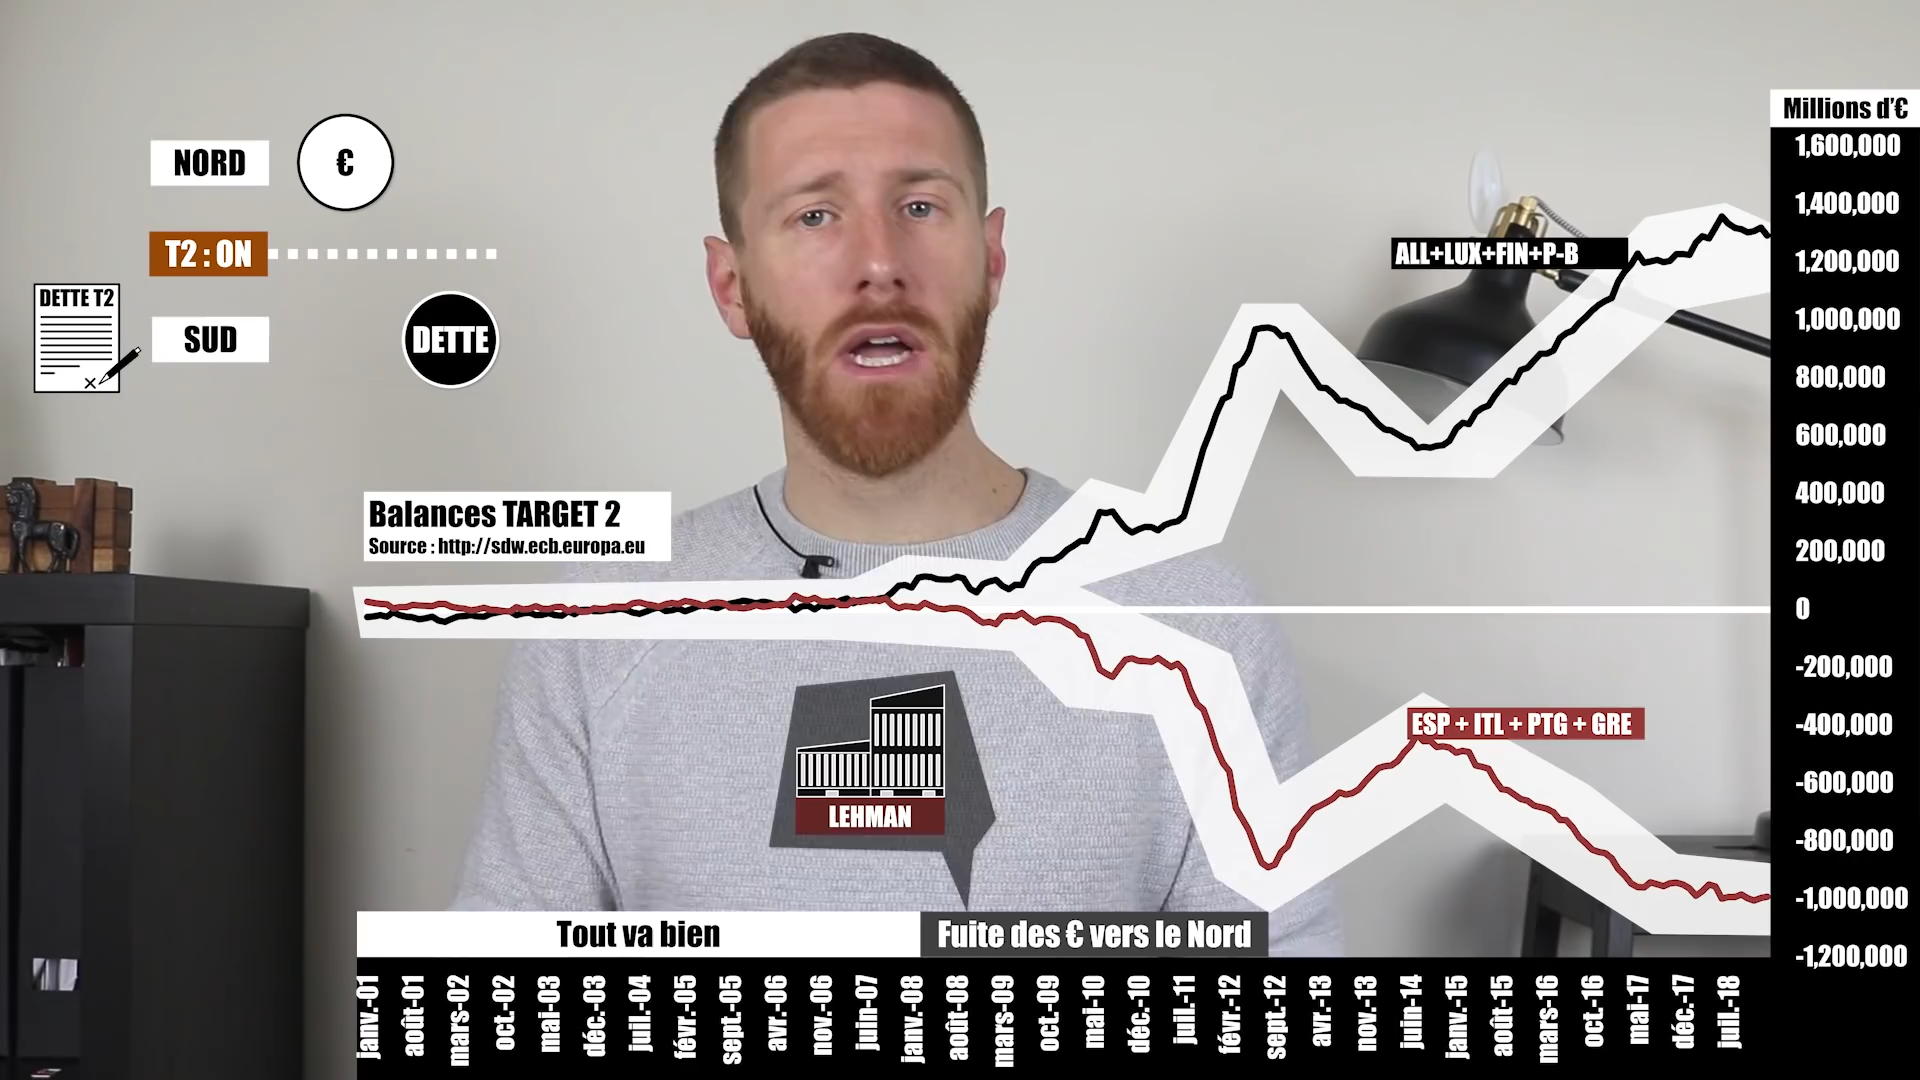 Millions d'€
1,600,000
1,400,000
1,200,000
1,000,000
800,000
600,000
400,000
200,000
0
-200,000
-400,000
-600,000
-800,000
-1,000,000
-1,200,000
NORD
€
T2 : ON
DETTE T2
SUD
DETTE
ALL+LUX+FIN+P-B
Balances TARGET 2
Source : http://sdw.ecb.europa.eu
ESP + ITL + PTG + GRE
LEHMAN
Tout va bien
Fuite des € vers le Nord
janv.-01
août-01
mars-02
oct.-02
mai-03
déc.-03
juil.-04
févr.-05
sept.-05
avr.-06
nov.-06
juin-07
janv.-08
août-08
mars-09
oct.-09
mai-10
déc.-10
juil.-11
févr.-12
sept.-12
avr.-13
nov.-13
juin-14
janv.-15
août-15
mars-16
oct.-16
mai-17
déc.-17
juil.-18